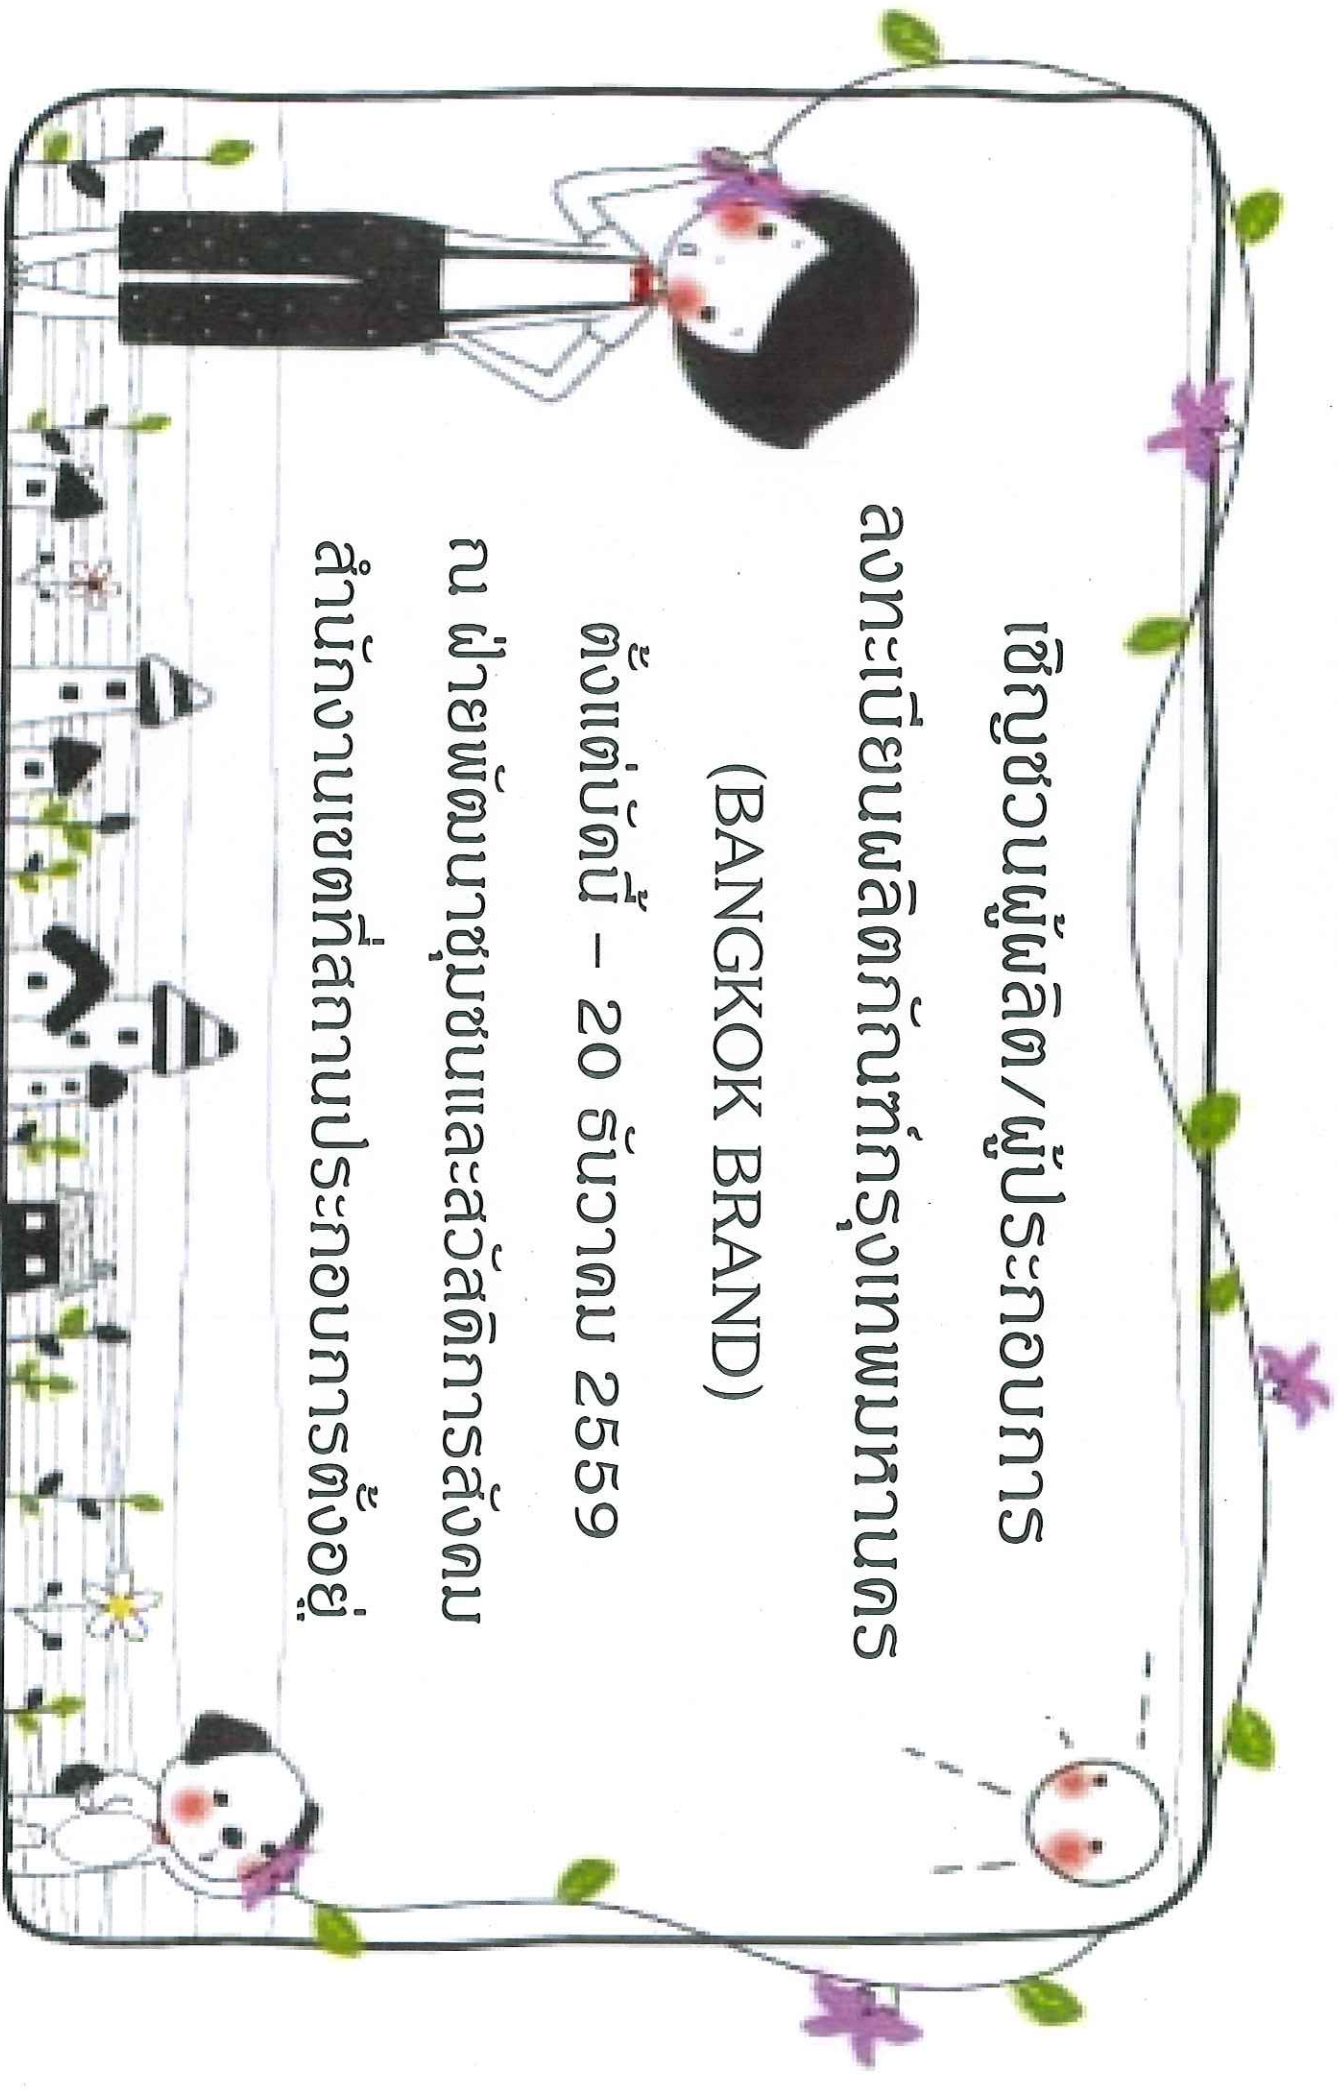 เชิญชวนผู้ผลิต/ผู้ประกอบการ
ลงทะเบียนผลิตภัณฑ์กรุงเทพมหานคร
(BANGKOK BRAND)
ตั้งแต่บัดนี้ - 20 ธันวาคม 2559
ณ ฝ่ายพัฒนาชุมชนและสวัสดิการสังคม
สำนักงานเขตที่สถานประกอบการตั้งอยู่